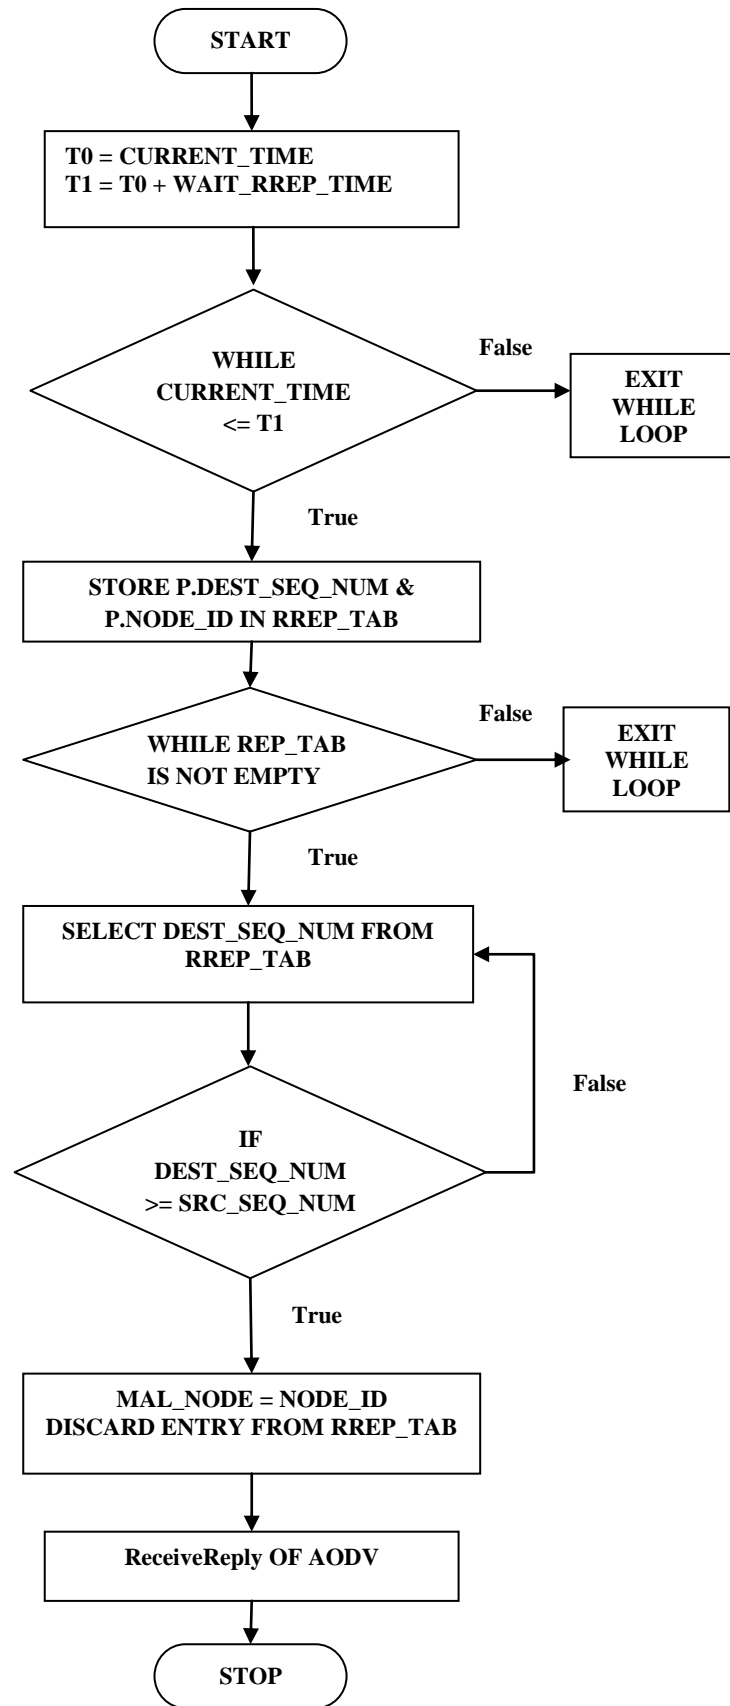 START
T0 = CURRENT_TIME
T1 = T0 + WAIT_RREP_TIME
WHILE
CURRENT_TIME
<= T1
False
EXIT
WHILE
LOOP
True
STORE P.DEST_SEQ_NUM &
P.NODE_ID IN RREP_TAB
WHILE REP_TAB
IS NOT EMPTY
False
EXIT
WHILE
LOOP
True
SELECT DEST_SEQ_NUM FROM
RREP_TAB
IF
DEST_SEQ_NUM
>= SRC_SEQ_NUM
False
True
MAL_NODE = NODE_ID
DISCARD ENTRY FROM RREP_TAB
ReceiveReply OF AODV
STOP